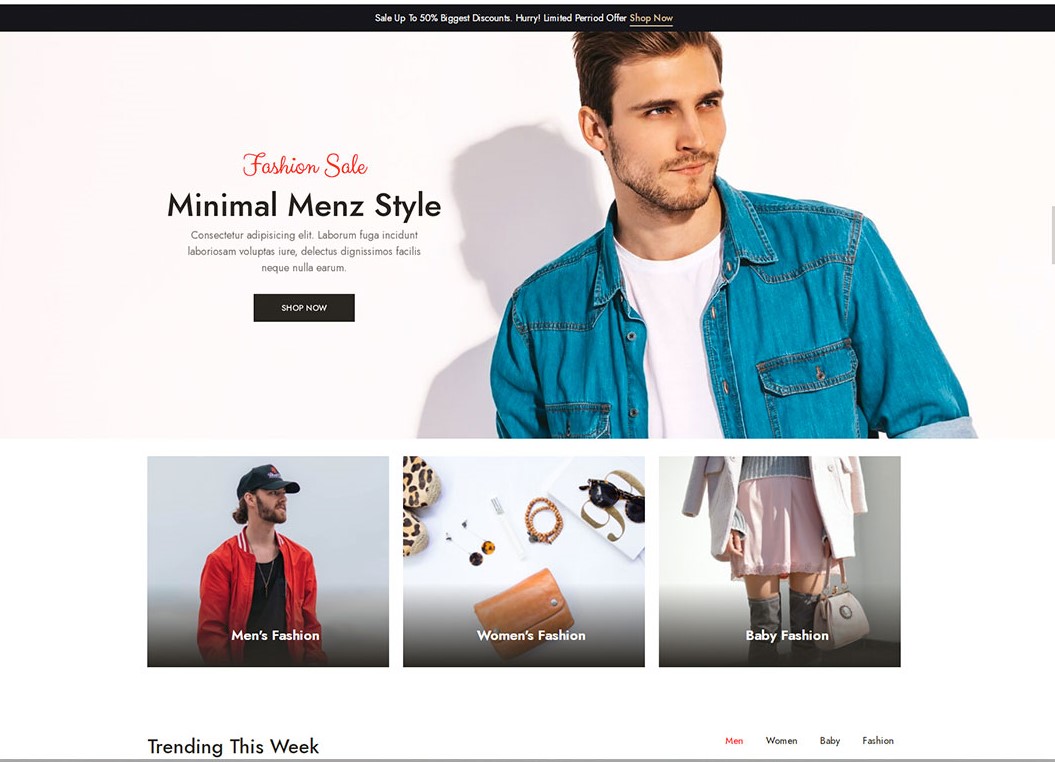 Sale Up To 50% Biggest Discounts. Hurry! Limited Perriod Offer Shop Now
Fashion Sale
Minimal Menz Style
Consectetur adipisicing elit. Laborum fuga incidunt
laboriosam voluptas iure, delectus dignissimos facilis
neque nulla earum.
SHOP NOW
Men's Fashion
Women's Fashion
Baby Fashion
Trending This Week
Men Women Baby Fashion